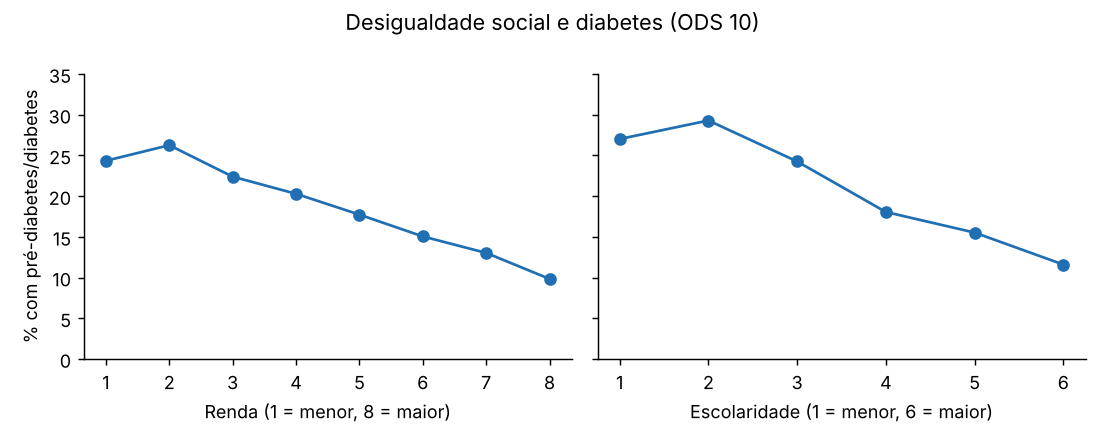 Desigualdade social e diabetes (ODS 10)
% com pré-diabetes/diabetes
35
30
25
20
15
10
5
0
1 2 3 4 5 6 7 8
Renda (1 = menor, 8 = maior)
1 2 3 4 5 6
Escolaridade (1 = menor, 6 = maior)